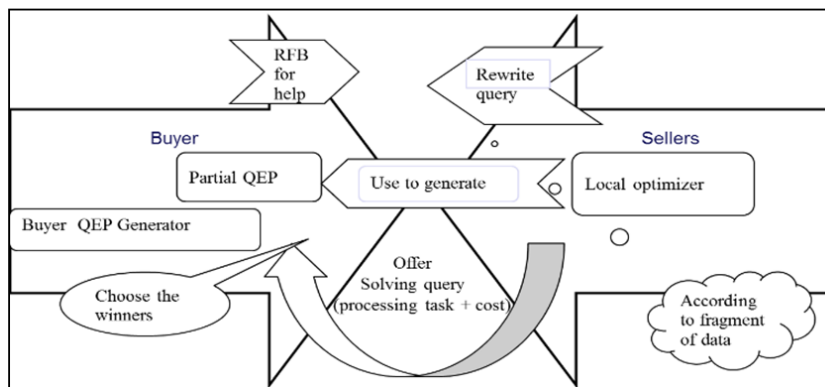 RFB
for
help
Rewrite
query
Buyer
Sellers
Partial QEP
Use to generate
Local optimizer
Buyer QEP Generator
Offer
Solving query
(processing task + cost)
Choose the
winners
According
to fragment
of data